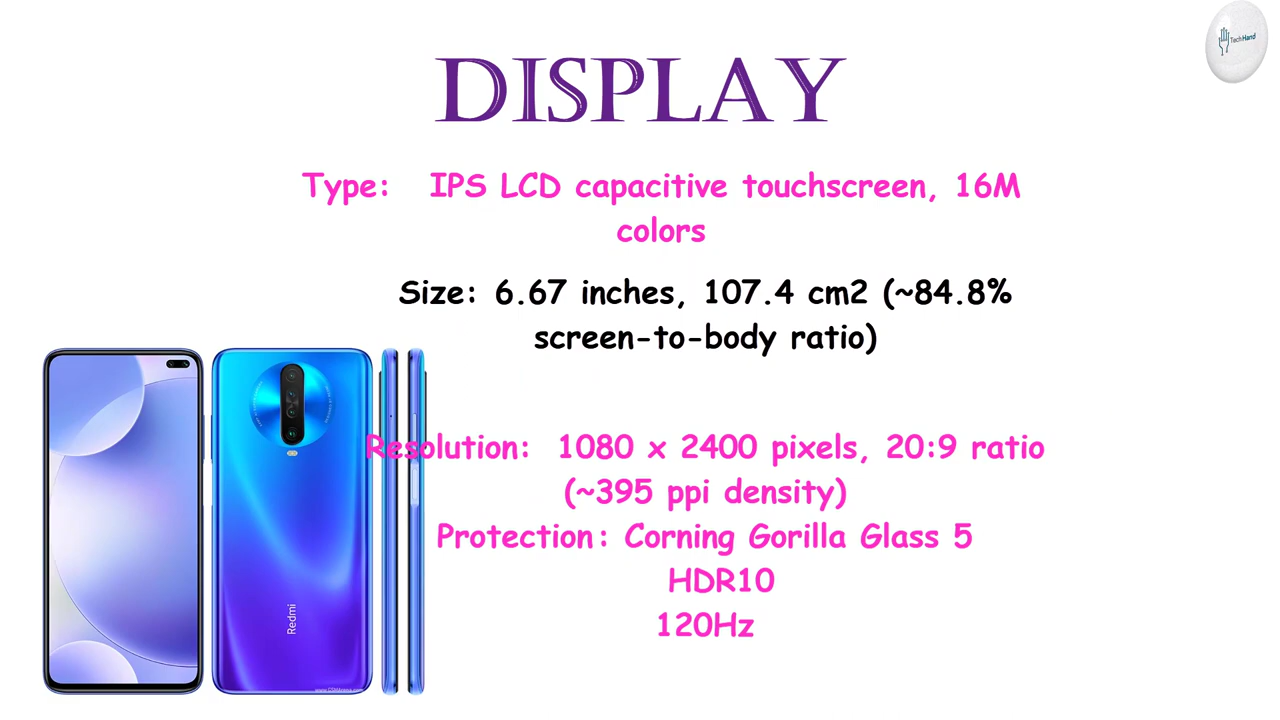 TechHand
DISPLAY
Type: IPS LCD capacitive touchscreen, 16M
colors
Size: 6.67 inches, 107.4 cm2 (~84.8%
screen-to-body ratio)
Resolution: 1080 x 2400 pixels, 20:9 ratio
(~395 ppi density)
Protection: Corning Gorilla Glass 5
HDR10
120Hz
Redmi